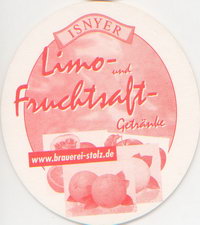 ISNYER
Limo-
und
Fruchtsaft-
Getränke
www.brauerei-stolz.de